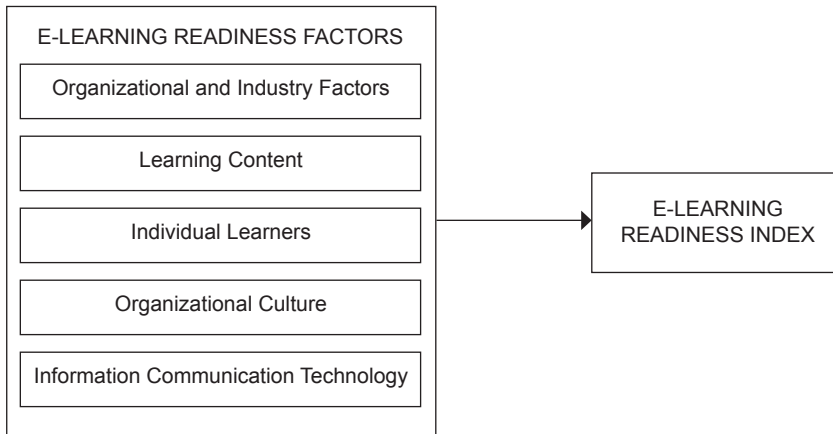 E-LEARNING READINESS FACTORS
Organizational and Industry Factors
Learning Content
Individual Learners
Organizational Culture
Information Communication Technology
E-LEARNING
READINESS INDEX